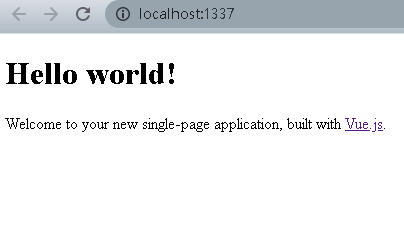 localhost:1337
Hello world!
Welcome to your new single-page application, built with Vue.js.